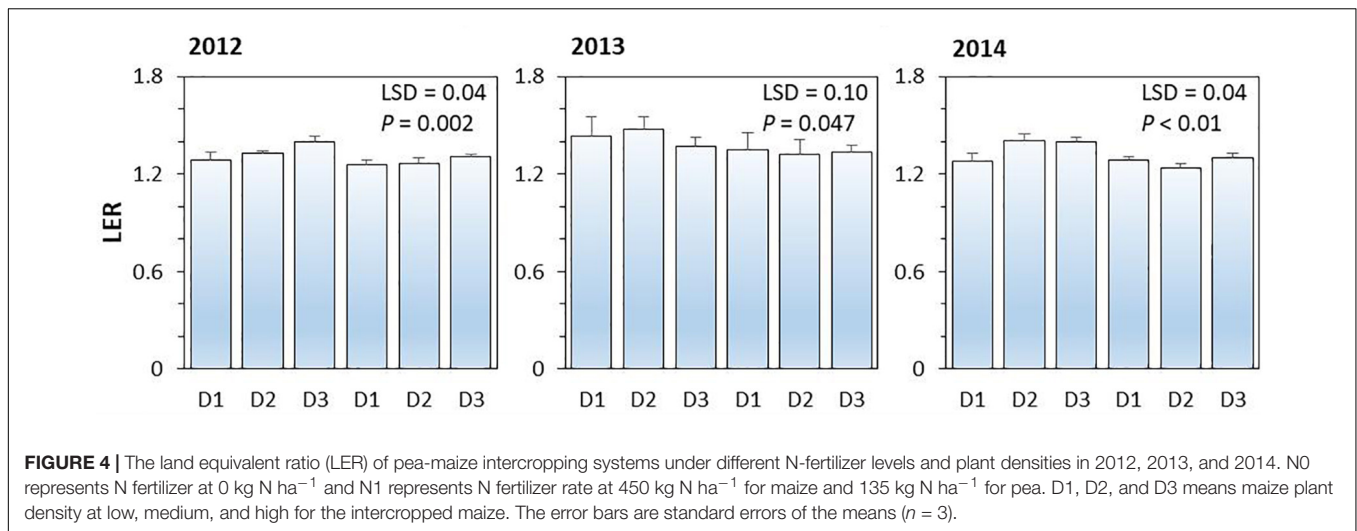 2012
2013
2014
LER
1.8
1.2
0.6
0
LSD = 0.04
P = 0.002
D1 D2 D3 D1 D2 D3
1.8
1.2
0.6
0
LSD = 0.10
P = 0.047
D1 D2 D3 D1 D2 D3
1.8
1.2
0.6
0
LSD = 0.04
P < 0.01
D1 D2 D3 D1 D2 D3
FIGURE 4 | The land equivalent ratio (LER) of pea-maize intercropping systems under different N-fertilizer levels and plant densities in 2012, 2013, and 2014. N0
represents N fertilizer at 0 kg N ha⁻¹ and N1 represents N fertilizer rate at 450 kg N ha⁻¹ for maize and 135 kg N ha⁻¹ for pea. D1, D2, and D3 means maize plant
density at low, medium, and high for the intercropped maize. The error bars are standard errors of the means (n = 3).